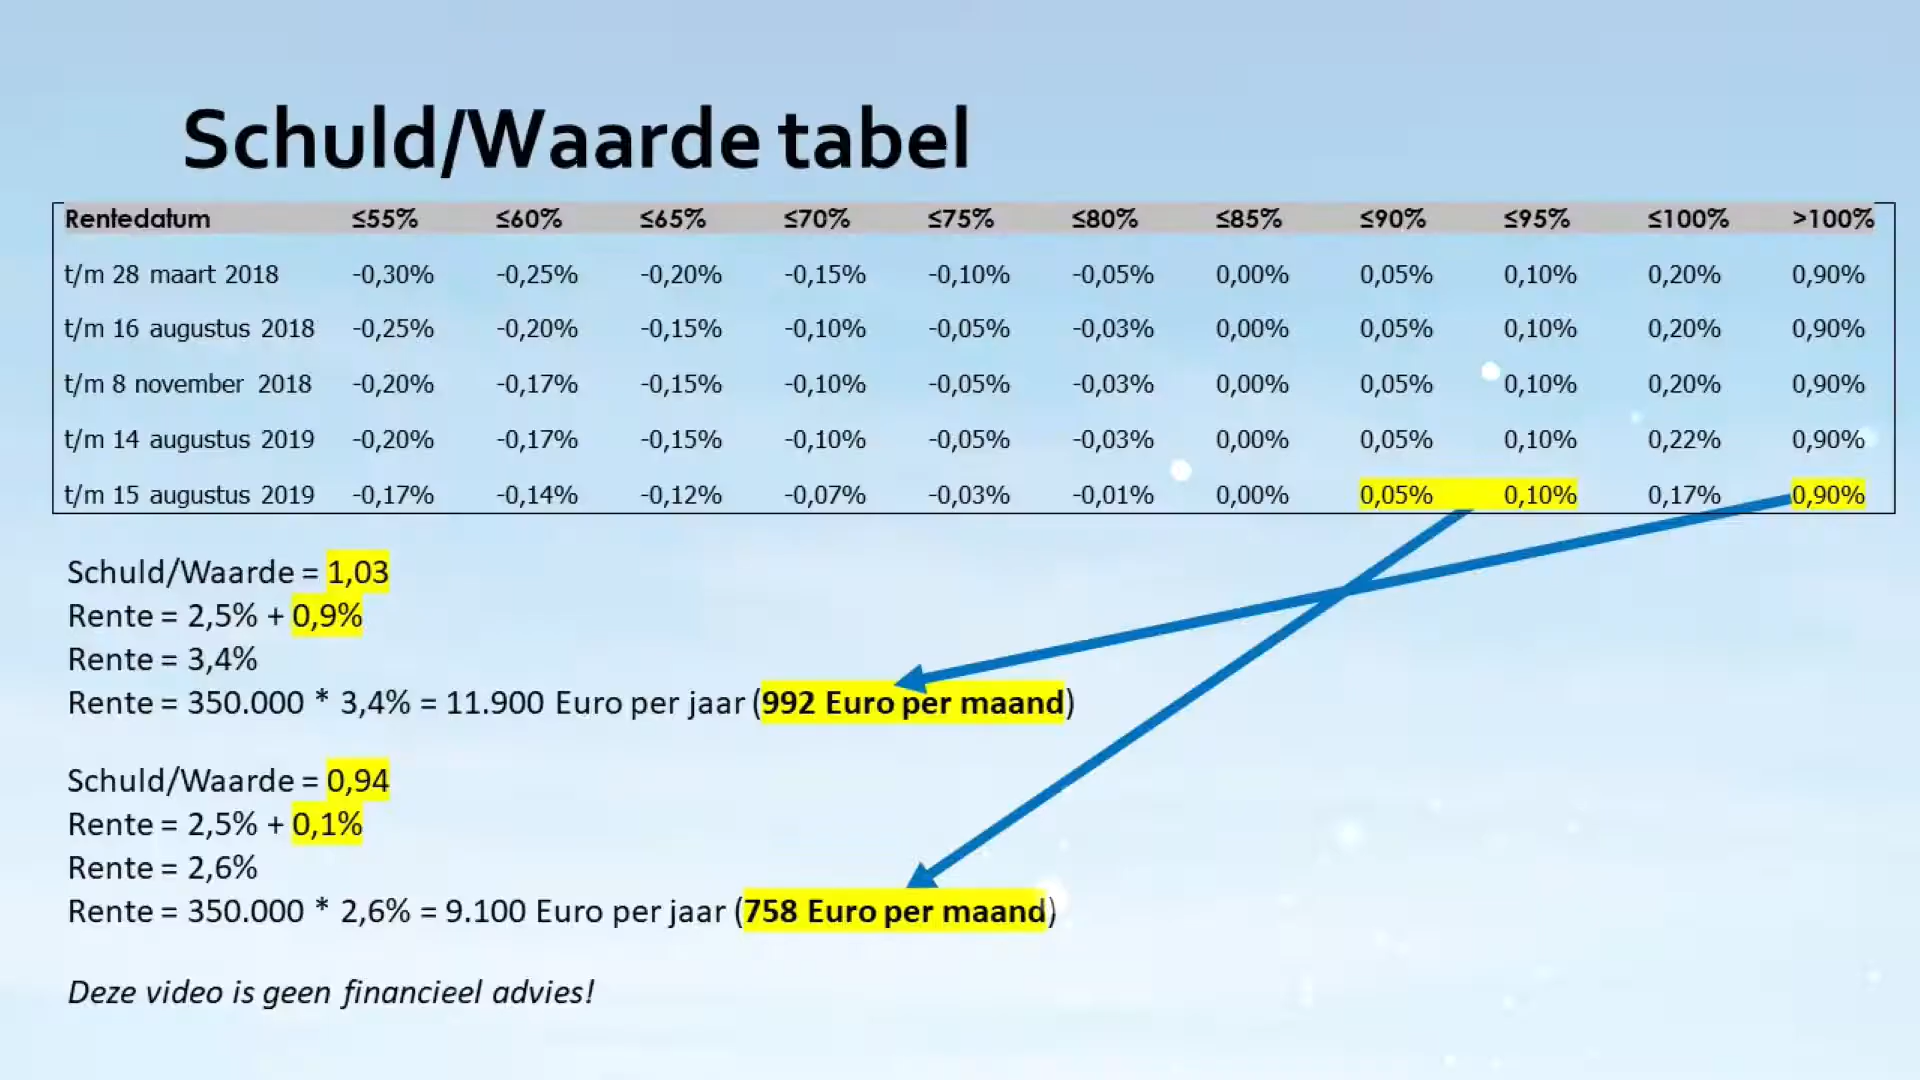 Schuld/Waarde tabel
Rentedatum ≤55% ≤60% ≤65% ≤70% ≤75% ≤80% ≤85% ≤90% ≤95% ≤100% >100%
t/m 28 maart 2018 -0,30% -0,25% -0,20% -0,15% -0,10% -0,05% 0,00% 0,05% 0,10% 0,20% 0,90%
t/m 16 augustus 2018 -0,25% -0,20% -0,15% -0,10% -0,05% -0,03% 0,00% 0,05% 0,10% 0,20% 0,90%
t/m 8 november 2018 -0,20% -0,17% -0,15% -0,10% -0,05% -0,03% 0,00% 0,05% 0,10% 0,20% 0,90%
t/m 14 augustus 2019 -0,20% -0,17% -0,15% -0,10% -0,05% -0,03% 0,00% 0,05% 0,10% 0,22% 0,90%
t/m 15 augustus 2019 -0,17% -0,14% -0,12% -0,07% -0,03% -0,01% 0,00% 0,05% 0,10% 0,17% 0,90%
Schuld/Waarde = 1,03
Rente = 2,5% + 0,9%
Rente = 3,4%
Rente = 350.000 * 3,4% = 11.900 Euro per jaar (992 Euro per maand)
Schuld/Waarde = 0,94
Rente = 2,5% + 0,1%
Rente = 2,6%
Rente = 350.000 * 2,6% = 9.100 Euro per jaar (758 Euro per maand)
Deze video is geen financieel advies!